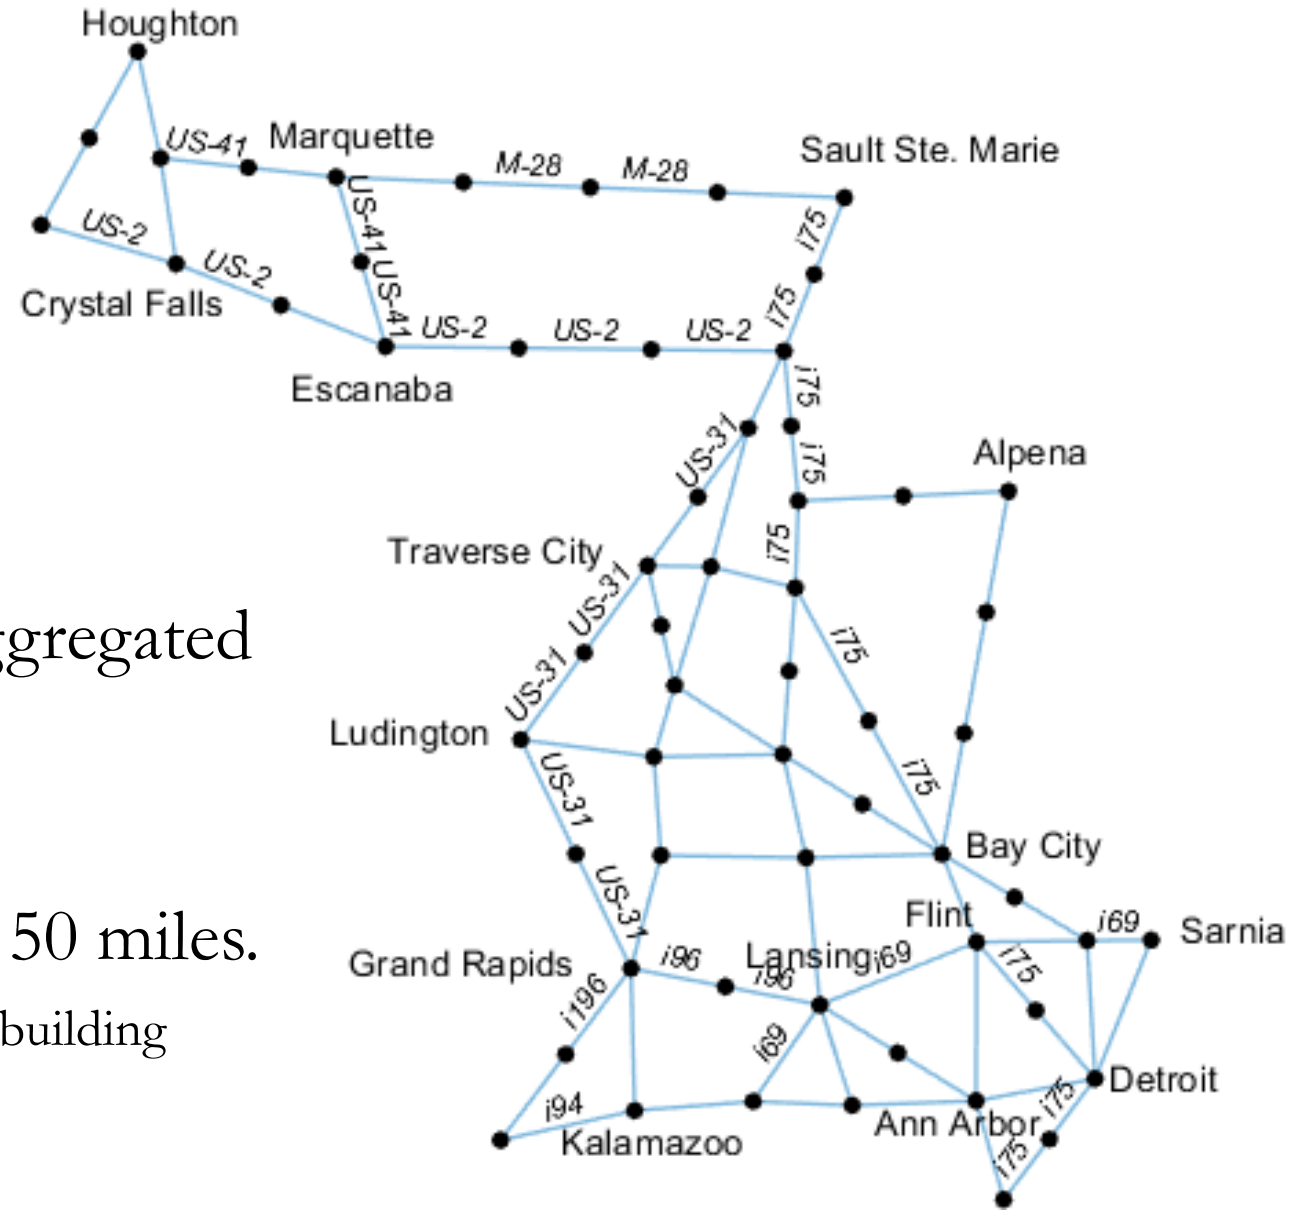 Houghton
US-41
Marquette
M-28
M-28
Sault Ste. Marie
US-2
US-2
US-41
US-41
i75
i75
Crystal Falls
US-2
US-2
US-2
Escanaba
i75
US-31
i75
Alpena
Traverse City
i75
US-31
ggregated
i75
US-31
Ludington
US-31
i75
Bay City
US-31
Flint
i69
Sarnia
50 miles.
Grand Rapids
i96
Lansing
i96
i69
i75
i196
building
i69
Detroit
i94
Kalamazoo
Ann Arbor
i75
i75